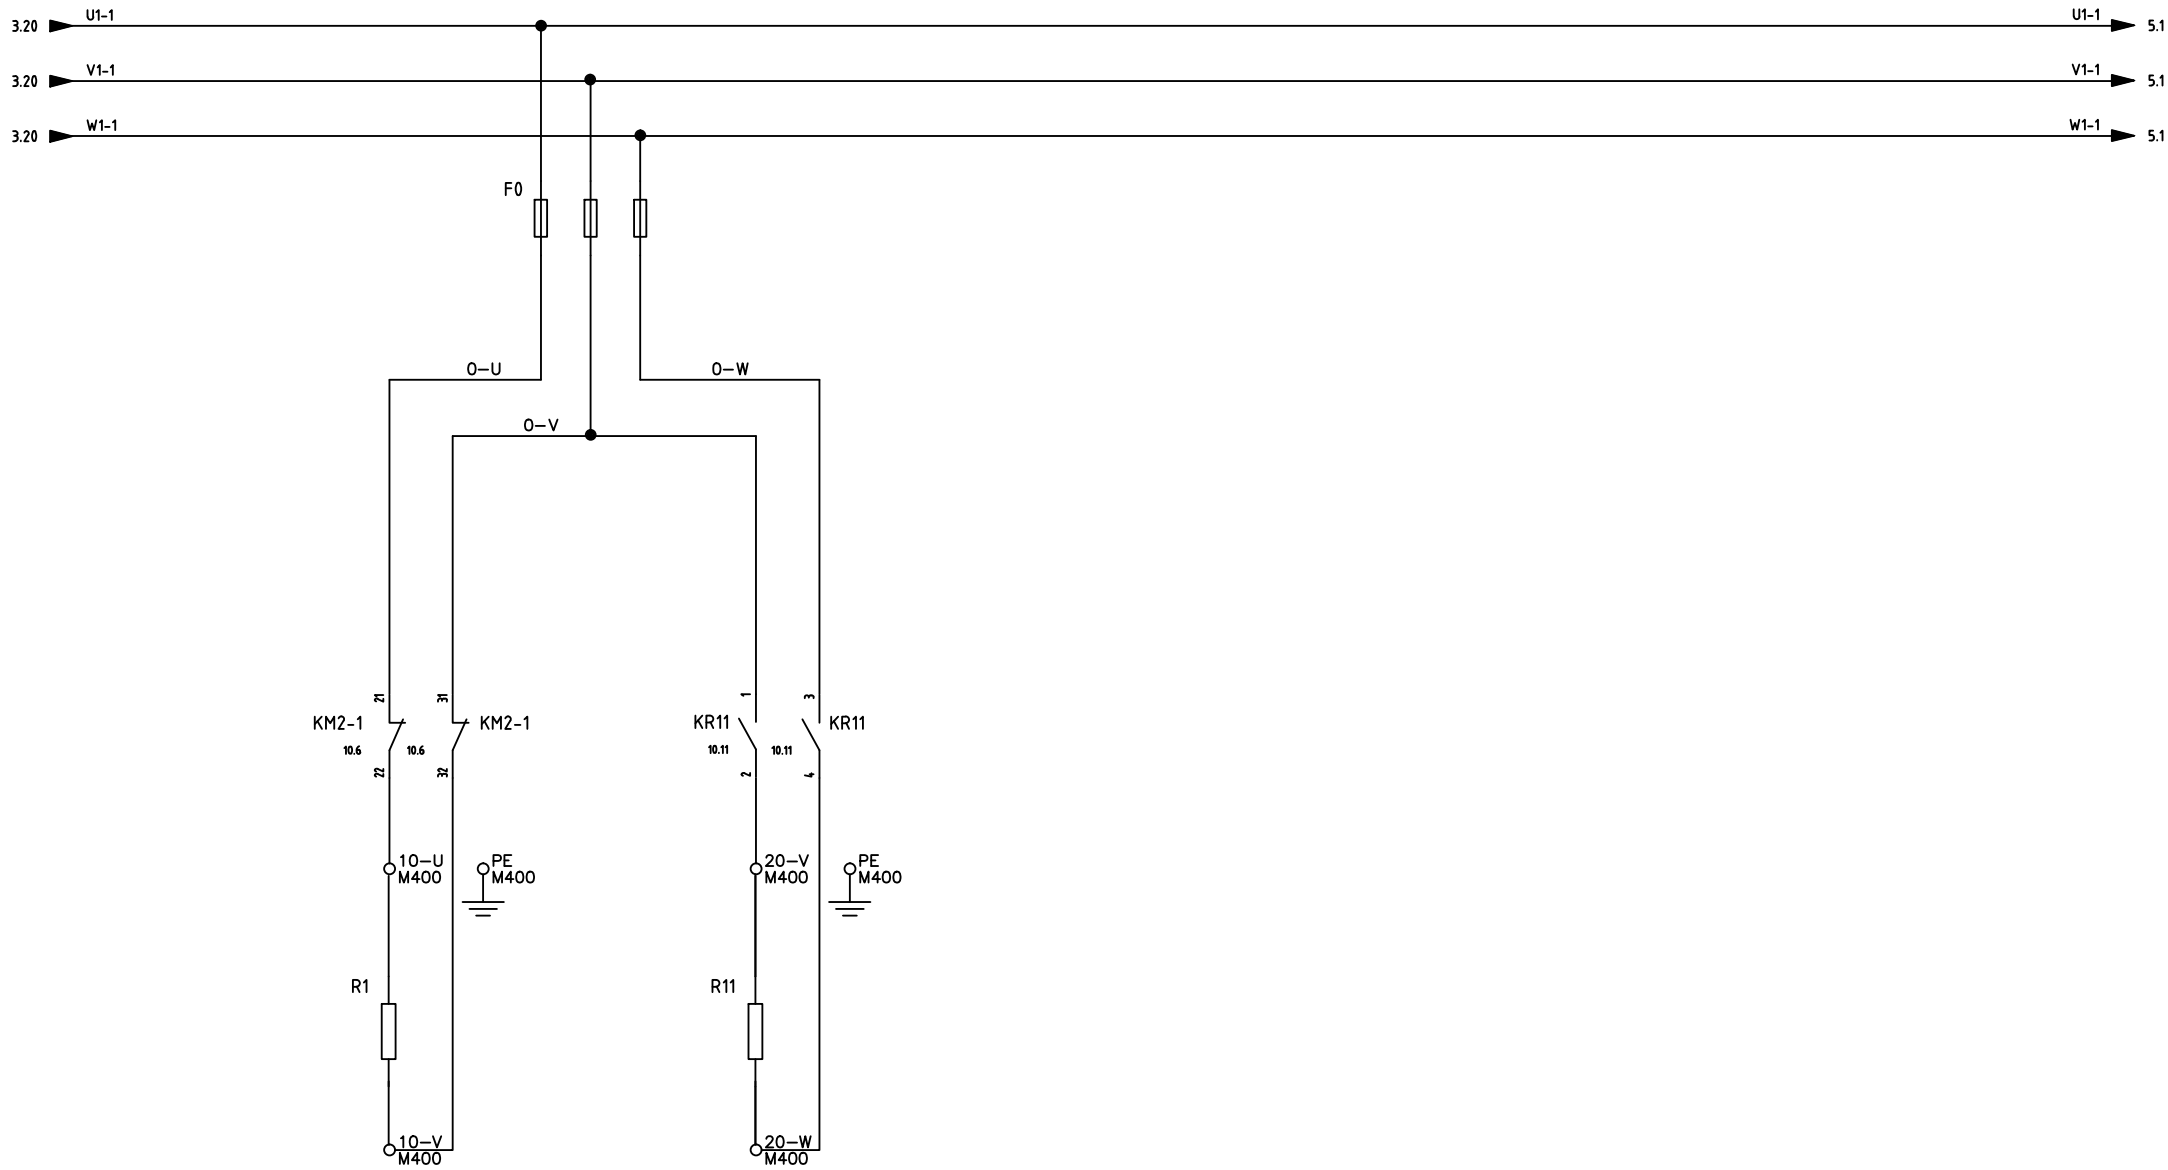 U1-1 U1-1
3.20 5.1
V1-1 V1-1
3.20 5.1
W1-1 W1-1
3.20 5.1
F0
0-U 0-W
0-V
21 31 1 3
KM2-1 KM2-1 KR11 KR11
10.6 10.6 10.11 10.11
22 32 2 4
10-U PE 20-V PE
M400 M400 M400 M400
R1 R11
10-V 20-W
M400 M400